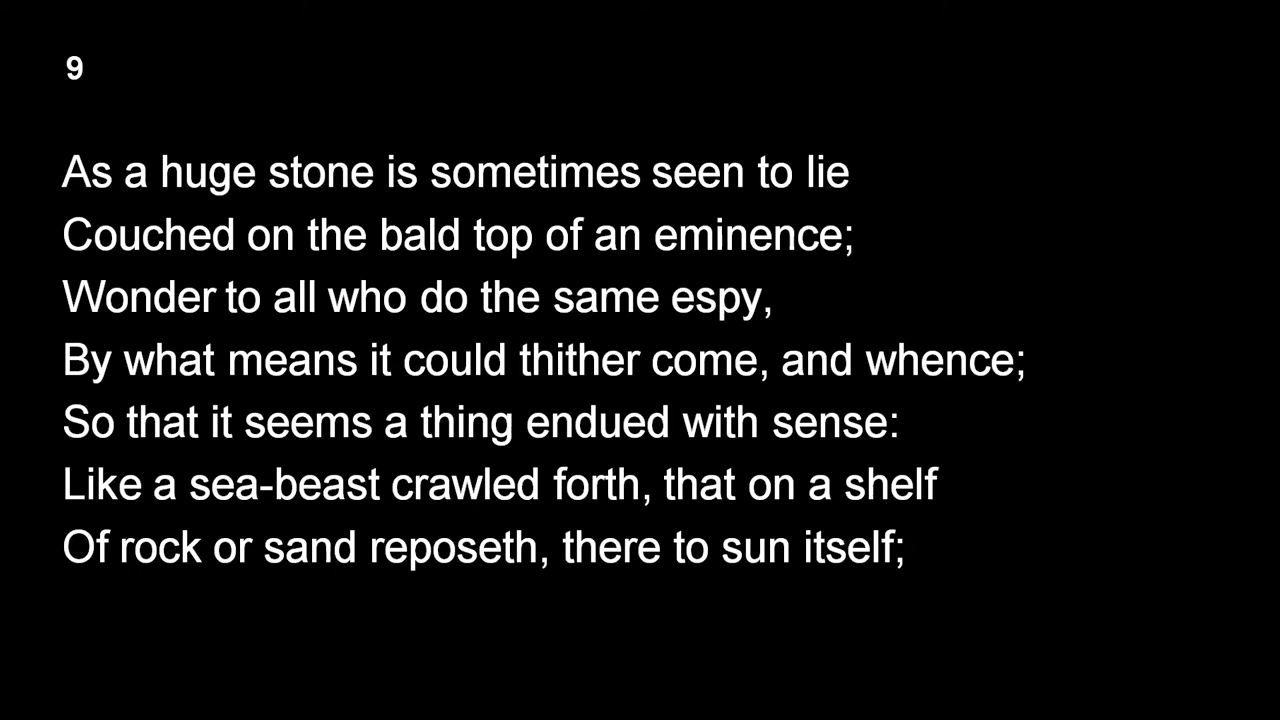 9
As a huge stone is sometimes seen to lie
Couched on the bald top of an eminence;
Wonder to all who do the same espy,
By what means it could thither come, and whence;
So that it seems a thing endued with sense:
Like a sea-beast crawled forth, that on a shelf
Of rock or sand reposeth, there to sun itself;